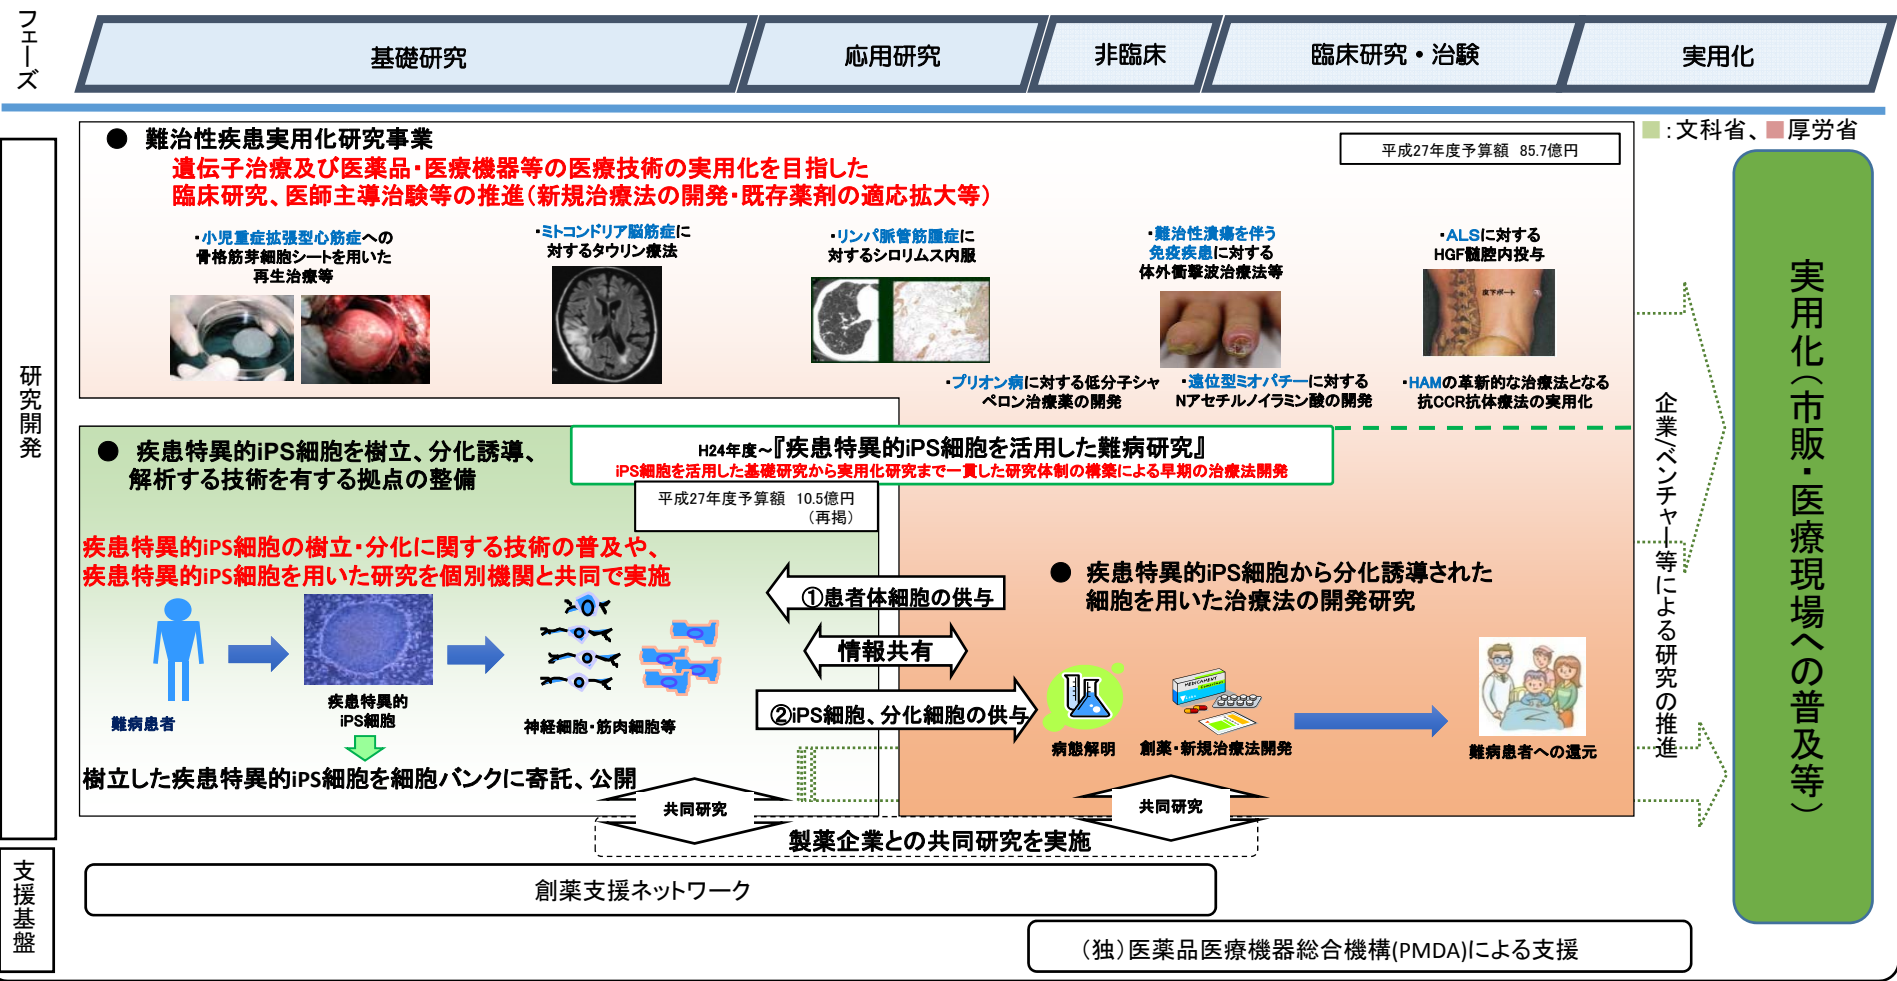 フェーズ
基礎研究
応用研究
非臨床
臨床研究・治験
実用化
■：文科省、■厚労省
研究開発
● 難治性疾患実用化研究事業
平成27年度予算額 85.7億円
遺伝子治療及び医薬品・医療機器等の医療技術の実用化を目指した
臨床研究、医師主導治験等の推進（新規治療法の開発・既存薬剤の適応拡大等）
・小児重症拡張型心筋症への
骨格筋芽細胞シートを用いた
再生治療等
・ミトコンドリア脳筋症に
対するタウリン療法
・リンパ脈管筋腫症に
対するシロリムス内服
・難治性潰瘍を伴う
免疫疾患に対する
体外衝撃波治療法等
・ALSに対する
HGF髄腔内投与
皮下ポート
・プリオン病に対する低分子シャ
ペロン治療薬の開発
・遠位型ミオパチーに対する
Nアセチルノイラミン酸の開発
・HAMの革新的な治療法となる
抗CCR抗体療法の実用化
● 疾患特異的iPS細胞を樹立、分化誘導、
解析する技術を有する拠点の整備
H24年度～『疾患特異的iPS細胞を活用した難病研究』
iPS細胞を活用した基礎研究から実用化研究まで一貫した研究体制の構築による早期の治療法開発
平成27年度予算額 10.5億円
（再掲）
疾患特異的iPS細胞の樹立・分化に関する技術の普及や、
疾患特異的iPS細胞を用いた研究を個別機関と共同で実施
難病患者
疾患特異的
iPS細胞
神経細胞・筋肉細胞等
樹立した疾患特異的iPS細胞を細胞バンクに寄託、公開
①患者体細胞の供与
情報共有
②iPS細胞、分化細胞の供与
● 疾患特異的iPS細胞から分化誘導された
細胞を用いた治療法の開発研究
MEDICAMENT
病態解明
創薬・新規治療法開発
難病患者への還元
共同研究
共同研究
製薬企業との共同研究を実施
企業/ベンチャー等による研究の推進
実用化（市販・医療現場への普及等）
支援基盤
創薬支援ネットワーク
（独）医薬品医療機器総合機構(PMDA)による支援